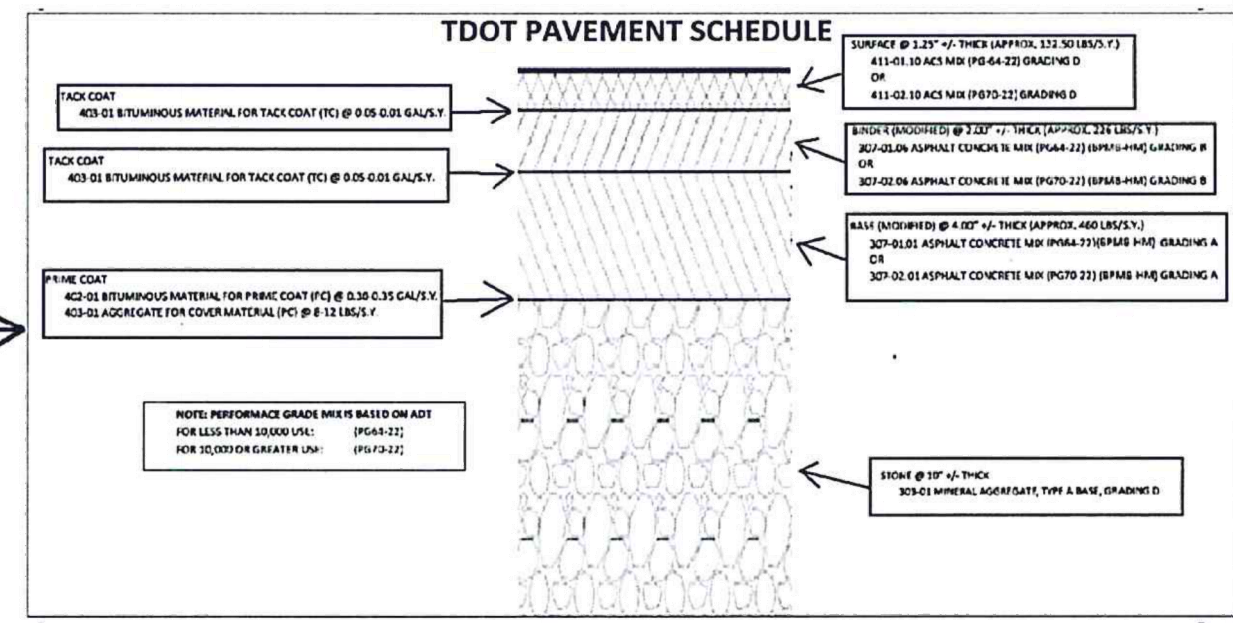 TDOT PAVEMENT SCHEDULE
TACK COAT
403-01 BITUMINOUS MATERIAL FOR TACK COAT (TC) @ 0.05-0.01 GAL/S.Y.
TACK COAT
403-01 BITUMINOUS MATERIAL FOR TACK COAT (TC) @ 0.05-0.01 GAL/S.Y.
PRIME COAT
402-01 BITUMINOUS MATERIAL FOR PRIME COAT (PC) @ 0.30-0.35 GAL/S.Y.
403-01 AGGREGATE FOR COVER MATERIAL (PC) @ 8-12 LBS/S.Y.
NOTE: PERFORMACE GRADE MIX IS BASED ON ADT
FOR LESS THAN 10,000 USE: (PG64-22)
FOR 10,000 OR GREATER USE: (PG70-22)
SURFACE @ 1.25" +/- THICK (APPROX. 132.50 LBS/S.Y.)
411-01.10 ACS MIX (PG-64-22) GRADING D
OR
411-02.10 ACS MIX (PG70-22) GRADING D
BINDER (MODIFIED) @ 2.00" +/- THICK (APPROX. 226 LBS/S.Y.)
307-01.06 ASPHALT CONCRETE MIX (PG64-22) (BPMB-HM) GRADING B
OR
307-02.06 ASPHALT CONCRETE MIX (PG70-22) (BPMB-HM) GRADING B
BASE (MODIFIED) @ 4.00" +/- THICK (APPROX. 460 LBS/S.Y.)
307-01.01 ASPHALT CONCRETE MIX (PG64-22)(BPMB HM) GRADING A
OR
307-02.01 ASPHALT CONCRETE MIX (PG70 22) (BPMB-HM) GRADING A
STONE @ 10" +/- THICK
303-01 MINERAL AGGREGATE, TYPE A BASE, GRADING D